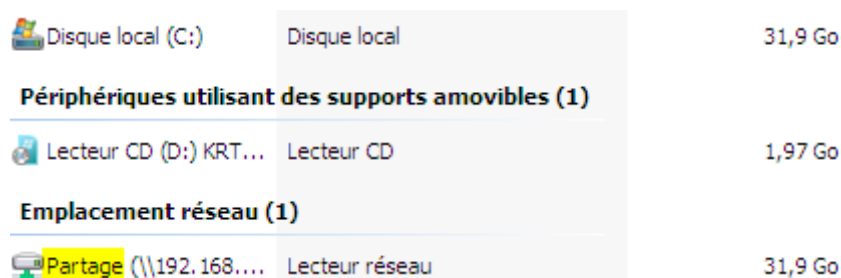 Disque local (C:) Disque local 31,9 Go
Périphériques utilisant des supports amovibles (1)
Lecteur CD (D:) KRT... Lecteur CD 1,97 Go
Emplacement réseau (1)
Partage (\\192.168.... Lecteur réseau 31,9 Go